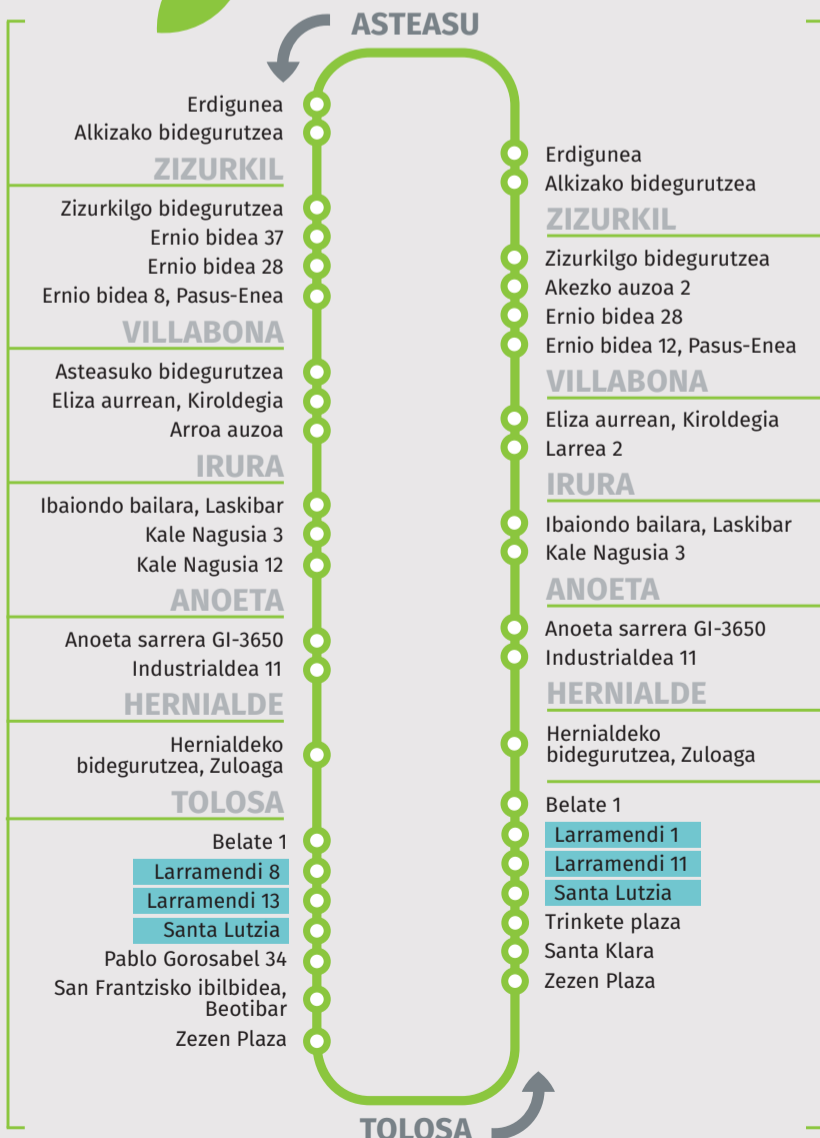 ASTEASU
Erdigunea
Alkizako bidegurutzea
ZIZURKIL
Zizurkilgo bidegurutzea
Ernio bidea 37
Ernio bidea 28
Ernio bidea 8, Pasus-Enea
VILLABONA
Asteasuko bidegurutzea
Eliza aurrean, Kiroldegia
Arroa auzoa
IRURA
Ibaiondo bailara, Laskibar
Kale Nagusia 3
Kale Nagusia 12
ANOETA
Anoeta sarrera GI-3650
Industrialdea 11
HERNIALDE
Hernialdeko
bidegurutzea, Zuloaga
TOLOSA
Belate 1
Larramendi 8
Larramendi 13
Santa Lutzia
Pablo Gorosabel 34
San Frantzisko ibilbidea,
Beotibar
Zezen Plaza
Erdigunea
Alkizako bidegurutzea
ZIZURKIL
Zizurkilgo bidegurutzea
Akezko auzoa 2
Ernio bidea 28
Ernio bidea 12, Pasus-Enea
VILLABONA
Eliza aurrean, Kiroldegia
Larrea 2
IRURA
Ibaiondo bailara, Laskibar
Kale Nagusia 3
ANOETA
Anoeta sarrera GI-3650
Industrialdea 11
HERNIALDE
Hernialdeko
bidegurutzea, Zuloaga
Belate 1
Larramendi 1
Larramendi 11
Santa Lutzia
Trinkete plaza
Santa Klara
Zezen Plaza
TOLOSA